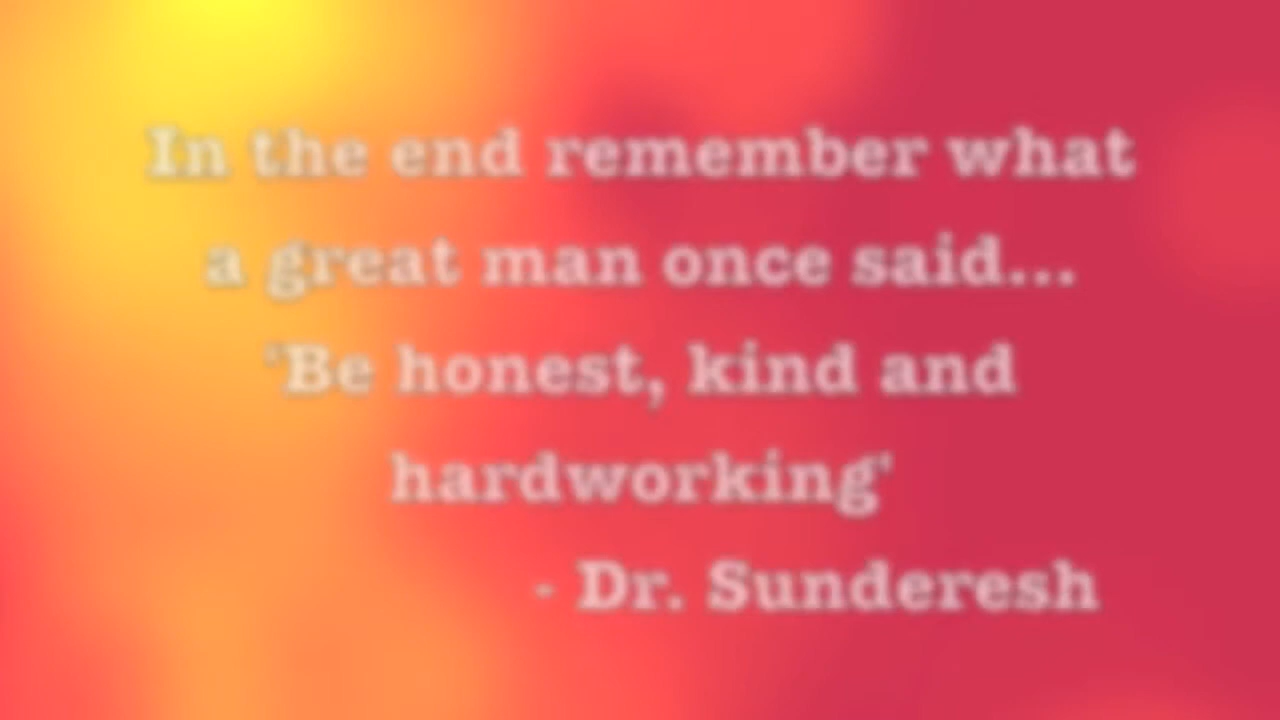 In the end remember what
a great man once said...
'Be honest, kind and
hardworking'
- Dr. Sunderesh